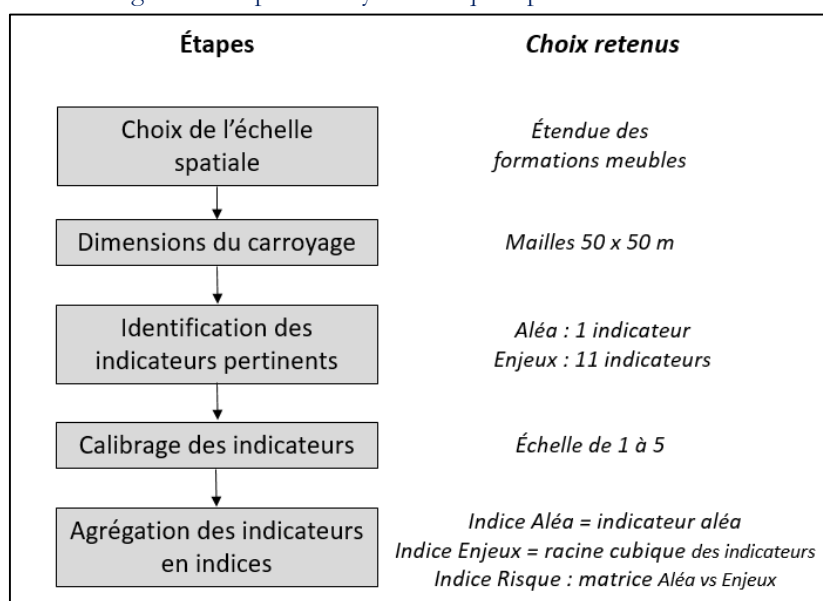 Étapes
Choix retenus
Choix de l'échelle
spatiale
Étendue des
formations meubles
Dimensions du carroyage
Mailles 50 x 50 m
Identification des
indicateurs pertinents
Aléa : 1 indicateur
Enjeux : 11 indicateurs
Calibrage des indicateurs
Échelle de 1 à 5
Agrégation des indicateurs
en indices
Indice Aléa = indicateur aléa
Indice Enjeux = racine cubique des indicateurs
Indice Risque : matrice Aléa vs Enjeux